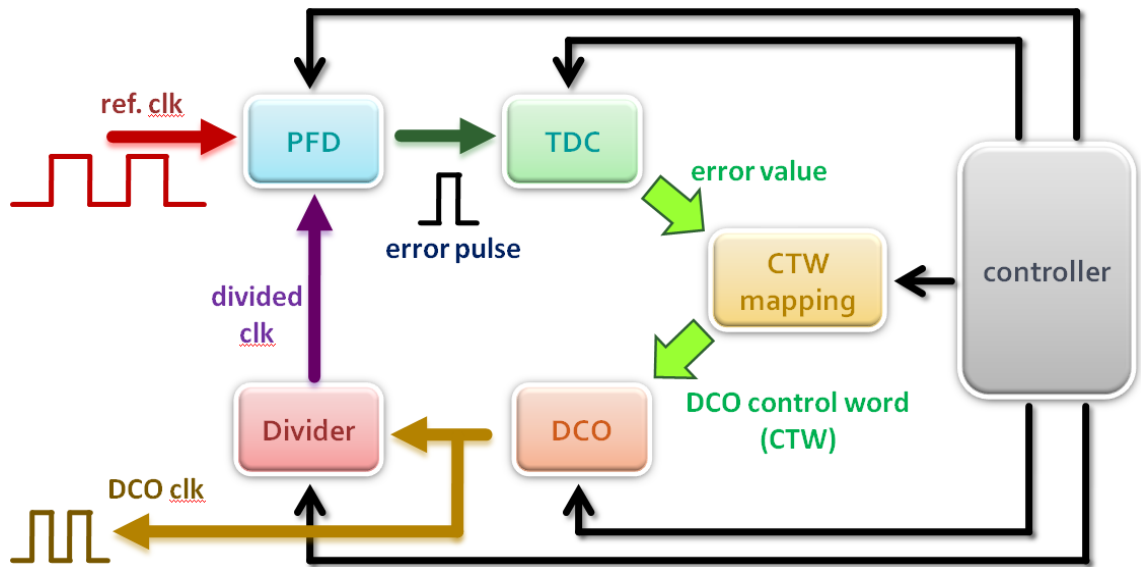 ref. clk
PFD
TDC
error value
error pulse
CTW
mapping
controller
divided
clk
DCO control word
(CTW)
Divider
DCO
DCO clk